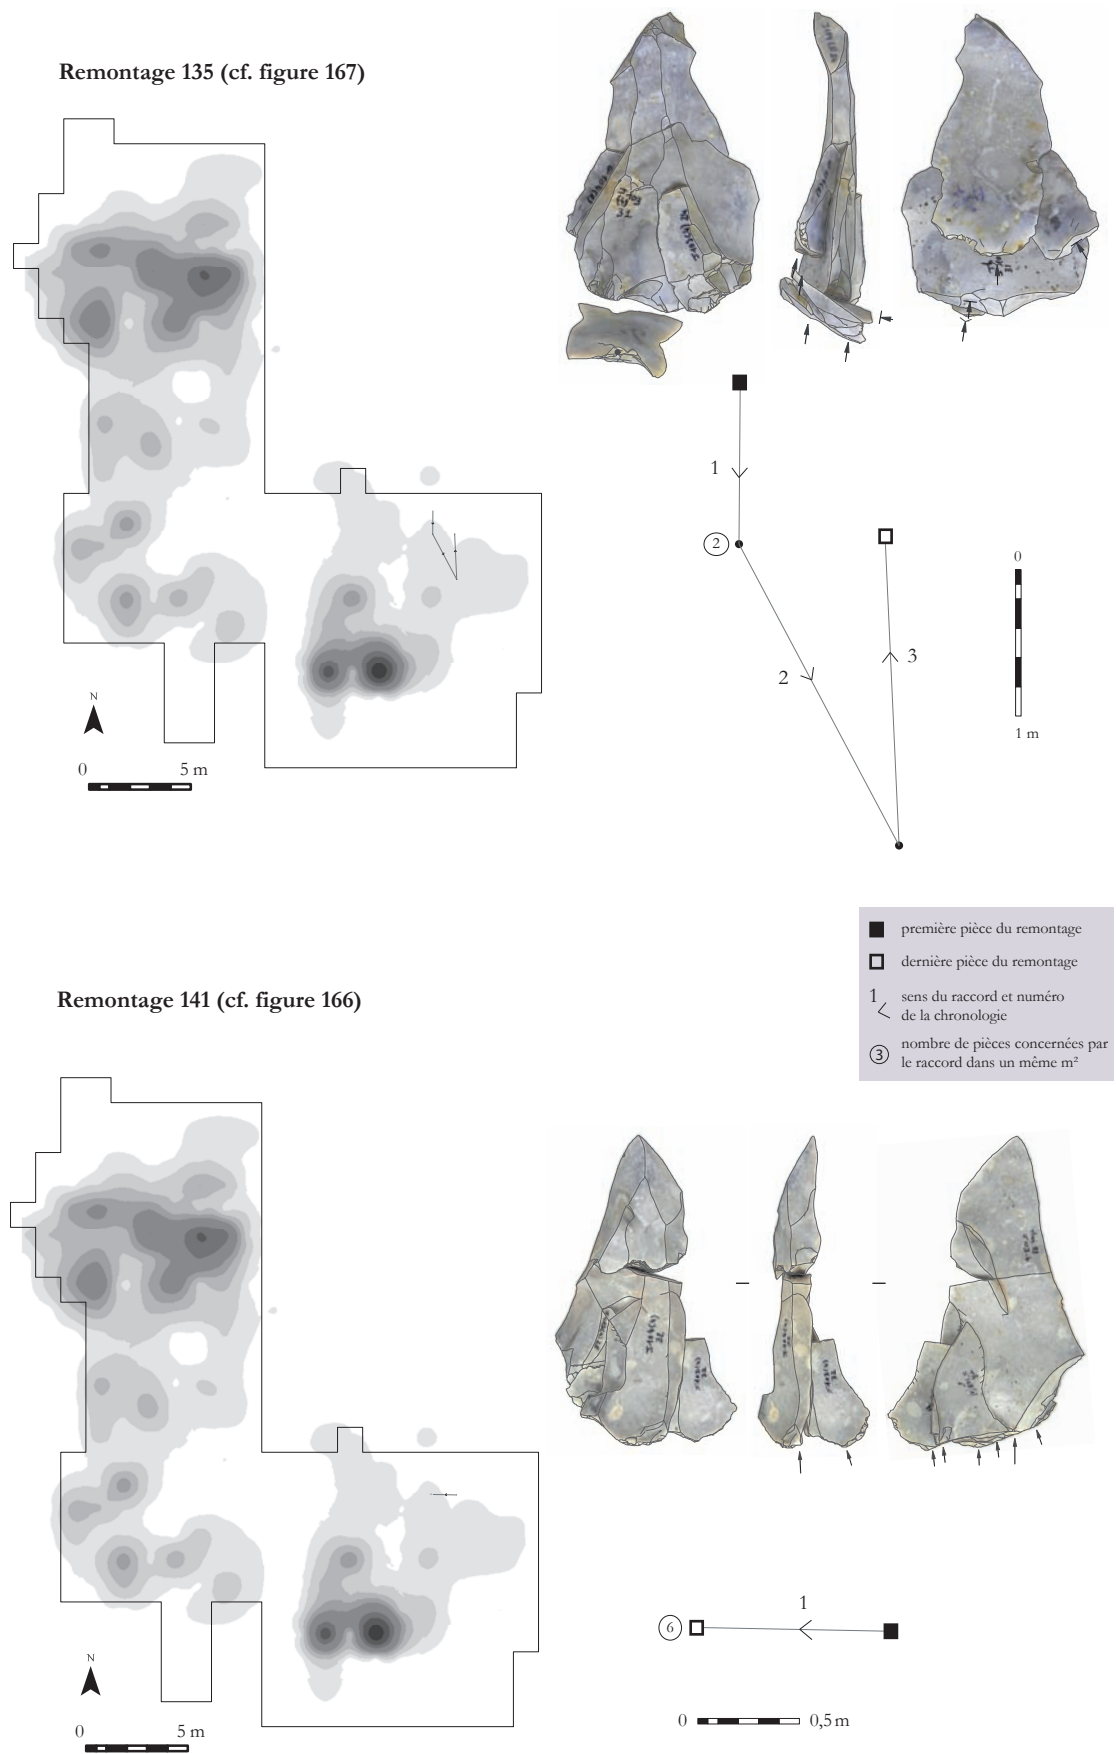 Remontage 135 (cf. figure 167)
1
2
2
3
0
1 m
N
0 5 m
première pièce du remontage
dernière pièce du remontage
1 sens du raccord et numéro
de la chronologie
3 nombre de pièces concernées par
le raccord dans un même m²
Remontage 141 (cf. figure 166)
1
6
0 0,5 m
N
0 5 m